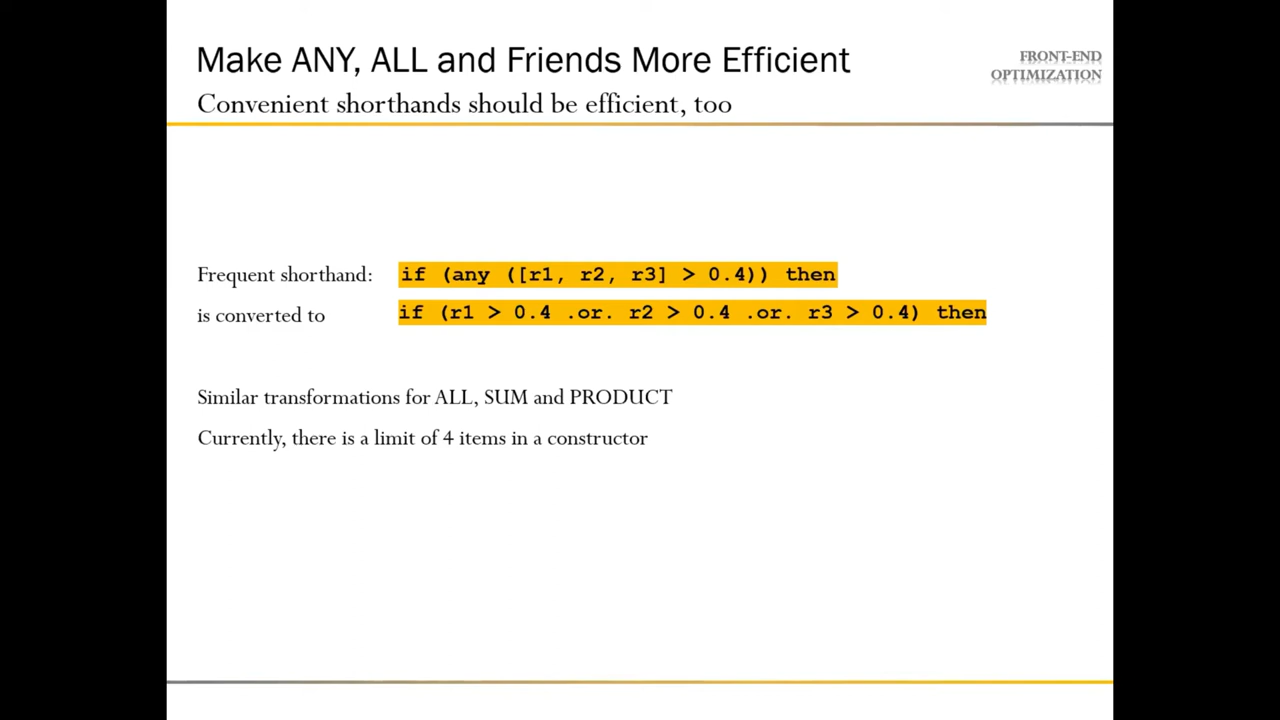 Make ANY, ALL and Friends More Efficient
FRONT-END
OPTIMIZATION
Convenient shorthands should be efficient, too
Frequent shorthand: if (any ([r1, r2, r3] > 0.4)) then
is converted to if (r1 > 0.4 .or. r2 > 0.4 .or. r3 > 0.4) then
Similar transformations for ALL, SUM and PRODUCT
Currently, there is a limit of 4 items in a constructor